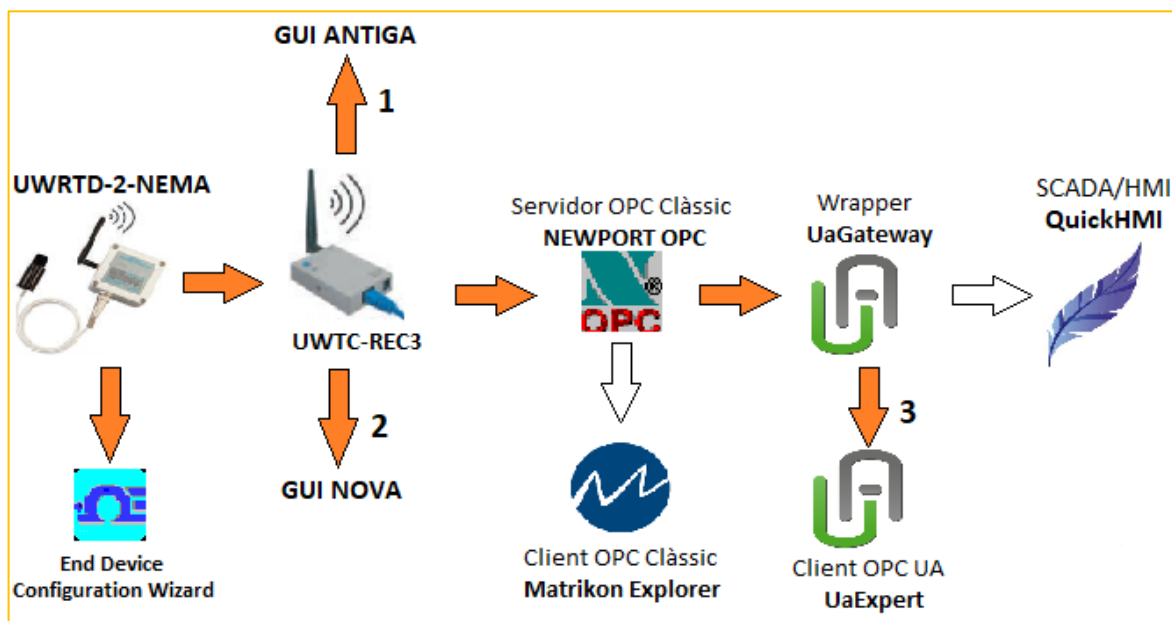 GUI ANTIGA
1
UWRTD-2-NEMA
UWTC-REC3
2
GUI NOVA
End Device
Configuration Wizard
Servidor OPC Clàssic
NEWPORT OPC
N®
OPC
Client OPC Clàssic
Matrikon Explorer
Wrapper
UaGateway
3
Client OPC UA
UaExpert
SCADA/HMI
QuickHMI